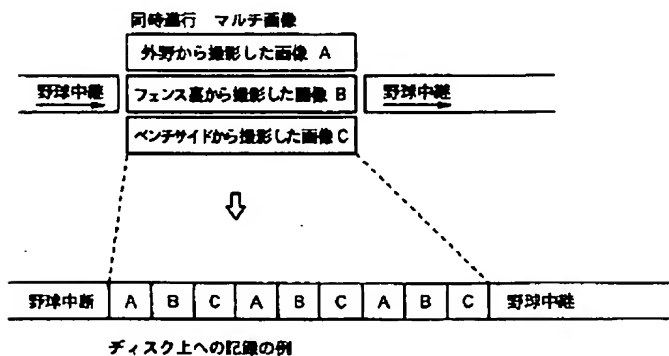 同時進行 マルチ画像
外野から撮影した画像 A
野球中継 フェンス裏から撮影した画像 B 野球中継
ベンチサイドから撮影した画像 C
野球中断 A B C A B C A B C 野球中継
ディスク上への記録の例